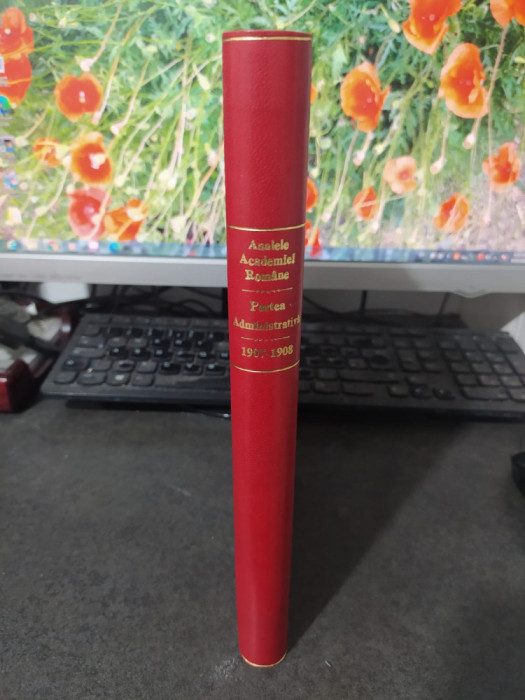 Analele
Academiei
Române
Partea
Administrativă
1907-1908